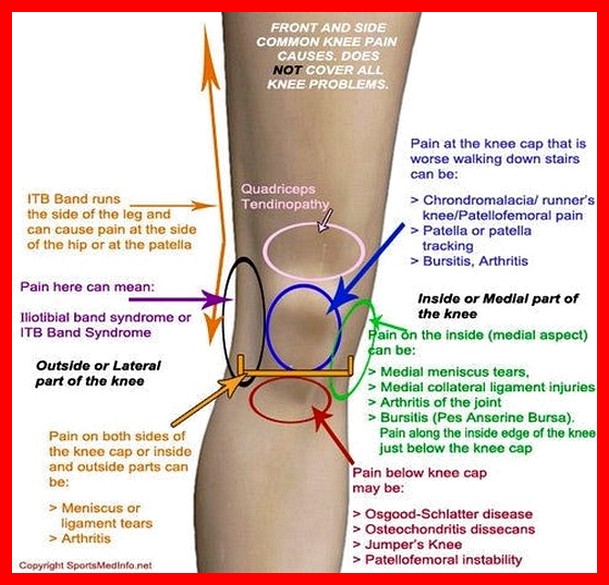 FRONT AND SIDE
COMMON KNEE PAIN
CAUSES. DOES
NOT COVER ALL
KNEE PROBLEMS.
Pain at the knee cap that is
worse walking down stairs
can be:
> Chrondromalacia/ runner's
knee/Patellofemoral pain
> Patella or patella
tracking
> Bursitis, Arthritis
Quadriceps
Tendinopathy
ITB Band runs
the side of the leg and
can cause pain at the side
of the hip or at the patella
Pain here can mean:
Iliotibial band syndrome or
ITB Band Syndrome
Outside or Lateral
part of the knee
Inside or Medial part of
the knee
Pain on the inside (medial aspect)
can be:
> Medial meniscus tears,
> Medial collateral ligament injuries
> Arthritis of the joint
> Bursitis (Pes Anserine Bursa).
Pain along the inside edge of the knee
just below the knee cap
Pain on both sides of
the knee cap or inside
and outside parts can
be:
> Meniscus or
ligament tears
> Arthritis
Pain below knee cap
may be:
> Osgood-Schlatter disease
> Osteochondritis dissecans
> Jumper's Knee
> Patellofemoral instability
Copyright SportsMedInfo.net